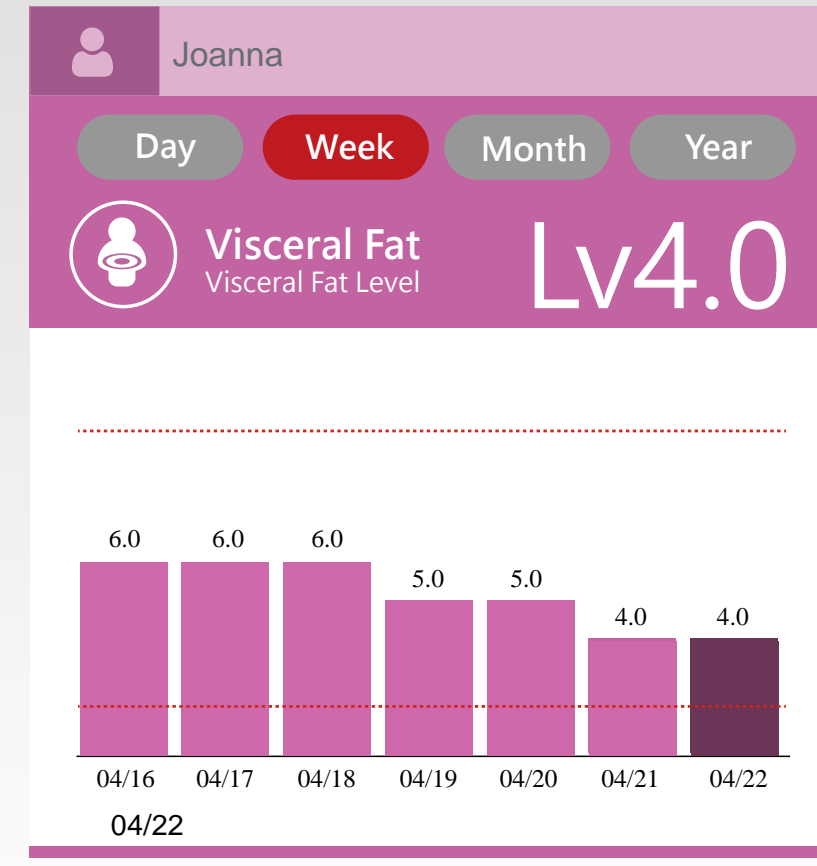 Joanna
Day Week Month Year
Visceral Fat
Visceral Fat Level
Lv4.0
6.0 6.0 6.0 5.0 5.0 4.0 4.0
04/16 04/17 04/18 04/19 04/20 04/21 04/22
04/22